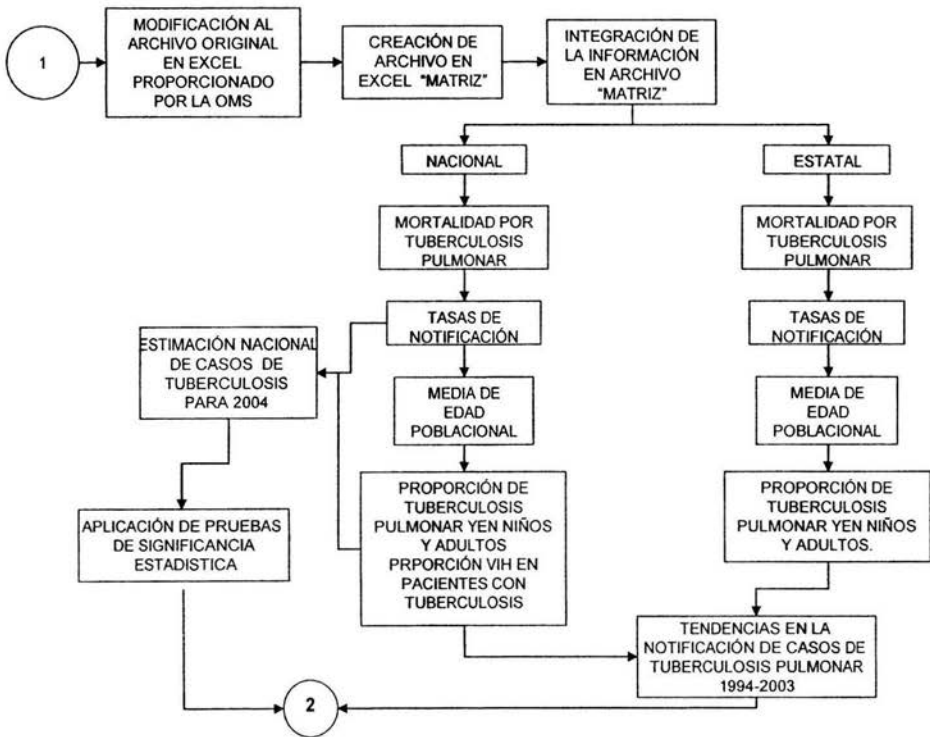 1
MODIFICACIÓN AL
ARCHIVO ORIGINAL
EN EXCEL
PROPORCIONADO
POR LA OMS
CREACIÓN DE
ARCHIVO EN
EXCEL "MATRIZ"
INTEGRACIÓN DE
LA INFORMACIÓN
EN ARCHIVO
"MATRIZ"
NACIONAL
ESTATAL
MORTALIDAD POR
TUBERCULOSIS
PULMONAR
MORTALIDAD POR
TUBERCULOSIS
PULMONAR
TASAS DE
NOTIFICACIÓN
TASAS DE
NOTIFICACIÓN
ESTIMACIÓN NACIONAL
DE CASOS DE
TUBERCULOSIS
PARA 2004
MEDIA DE
EDAD
POBLACIONAL
MEDIA DE
EDAD
POBLACIONAL
APLICACIÓN DE PRUEBAS
DE SIGNIFICANCIA
ESTADISTICA
PROPORCIÓN DE
TUBERCULOSIS
PULMONAR YEN NIÑOS
Y ADULTOS
PRPORCIÓN VIH EN
PACIENTES CON
TUBERCULOSIS
PROPORCIÓN DE
TUBERCULOSIS
PULMONAR YEN NIÑOS
Y ADULTOS.
TENDENCIAS EN LA
NOTIFICACIÓN DE CASOS DE
TUBERCULOSIS PULMONAR
1994-2003
2